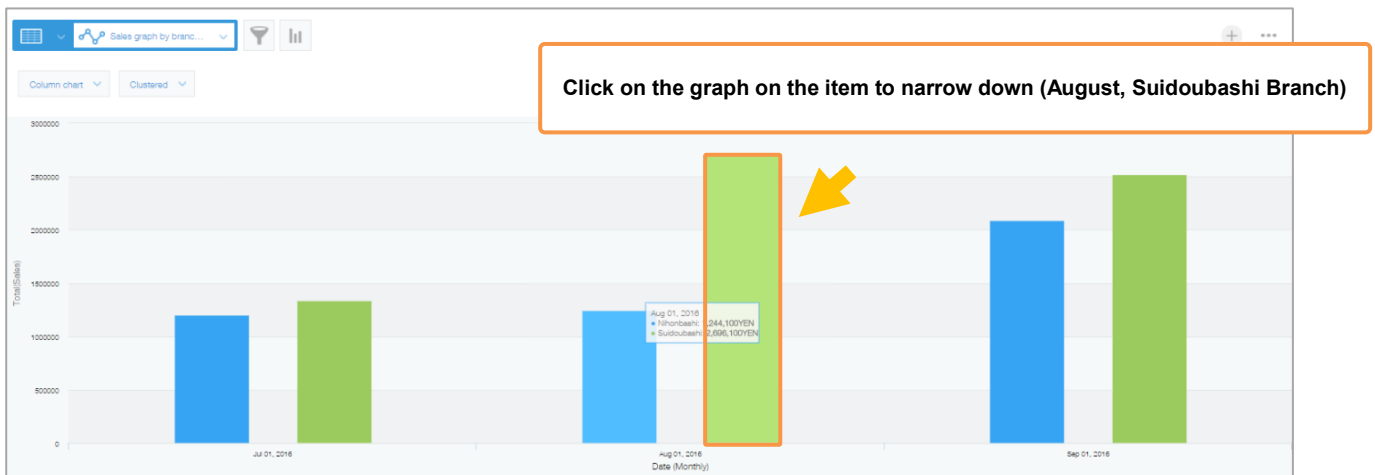 Sales graph by branc...
Column chart
Clustered
Click on the graph on the item to narrow down (August, Suidoubashi Branch)
3000000
2500000
2000000
1500000
1000000
500000
0
Total(Sales)
Aug 01, 2016
Nihonbashi: 1,244,100YEN
Suidoubashi: 2,696,100YEN
Jul 01, 2016
Aug 01, 2016
Sep 01, 2016
Date (Monthly)